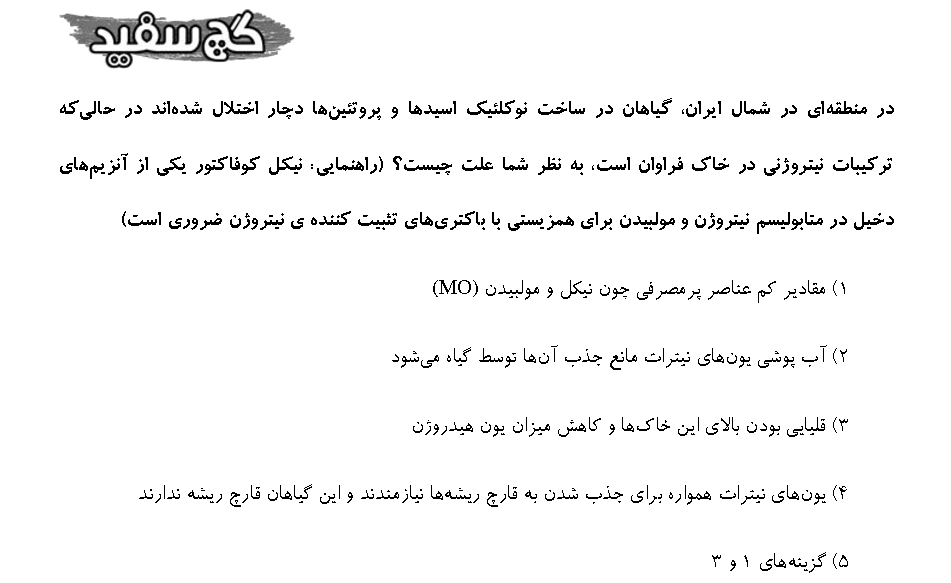 گچ سفید
در منطقه‌ای در شمال ایران، گیاهان در ساخت نوکلئیک اسیدها و پروتئین‌ها دچار اختلال شده‌اند در حالی‌که
ترکیبات نیتروژنی در خاک فراوان است، به نظر شما علت چیست؟ (راهنمایی: نیکل کوفاکتور یکی از آنزیم‌های
دخیل در متابولیسم نیتروژن و مولبیدن برای همزیستی با باکتری‌های تثبیت کننده ی نیتروژن ضروری است)
۱) مقادیر کم عناصر پرمصرفی چون نیکل و مولبیدن (MO)
۲) آب پوشی یون‌های نیترات مانع جذب آن‌ها توسط گیاه می‌شود
۳) قلیایی بودن بالای این خاک‌ها و کاهش میزان یون هیدروژن
۴) یون‌های نیترات همواره برای جذب شدن به قارچ ریشه‌ها نیازمندند و این گیاهان قارچ ریشه ندارند
۵) گزینه‌های ۱ و ۳